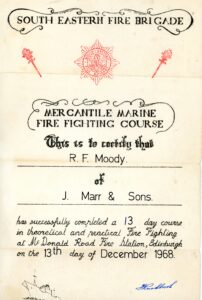 SOUTH EASTERN FIRE BRIGADE
MERCANTILE MARINE
FIRE FIGHTING COURSE
This is to certify that
R. F. Moody.
of
J. Marr & Sons.
has successfully completed a 13 day course
in theoretical and practical Fire Fighting
at McDonald Road Fire Station, Edinburgh
on the 13th day of December 1968.